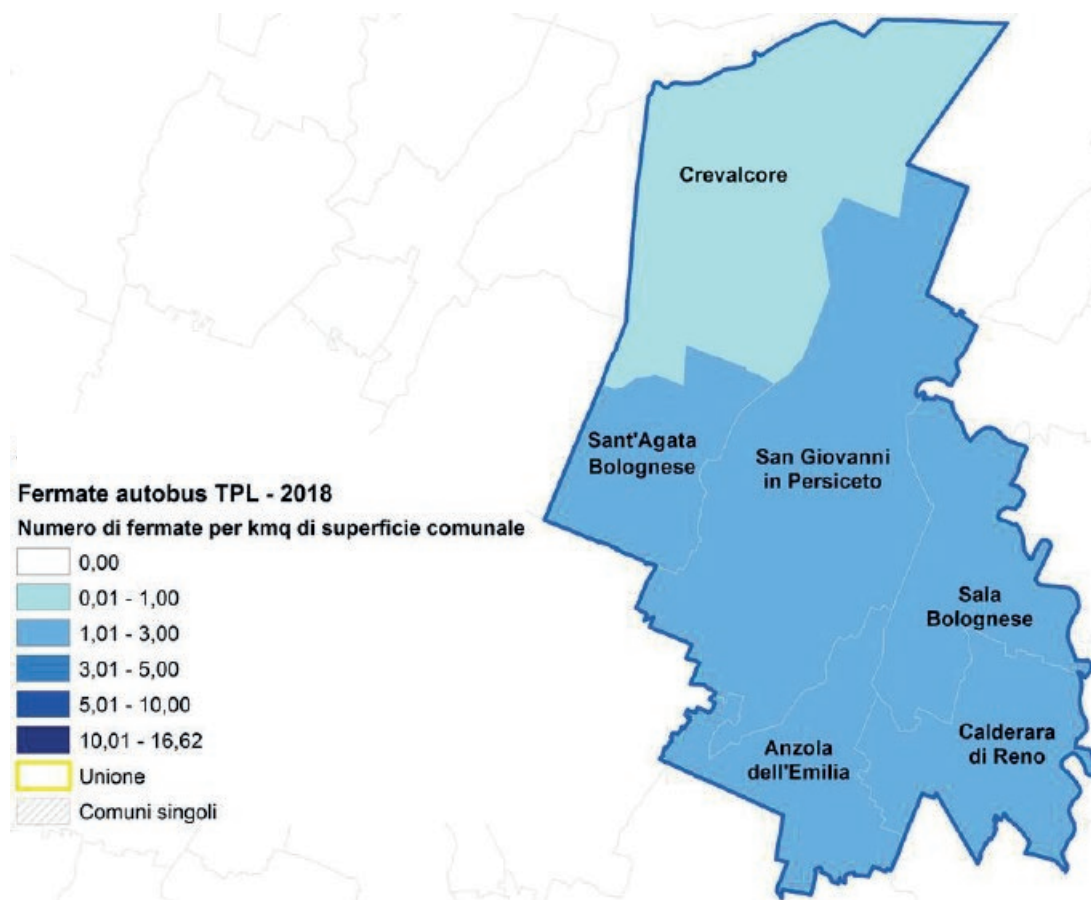 Crevalcore
Sant'Agata
Bolognese
San Giovanni
in Persiceto
Sala
Bolognese
Calderara
di Reno
Anzola
dell'Emilia
Fermate autobus TPL - 2018
Numero di fermate per kmq di superficie comunale
0,00
0,01 - 1,00
1,01 - 3,00
3,01 - 5,00
5,01 - 10,00
10,01 - 16,62
Unione
Comuni singoli